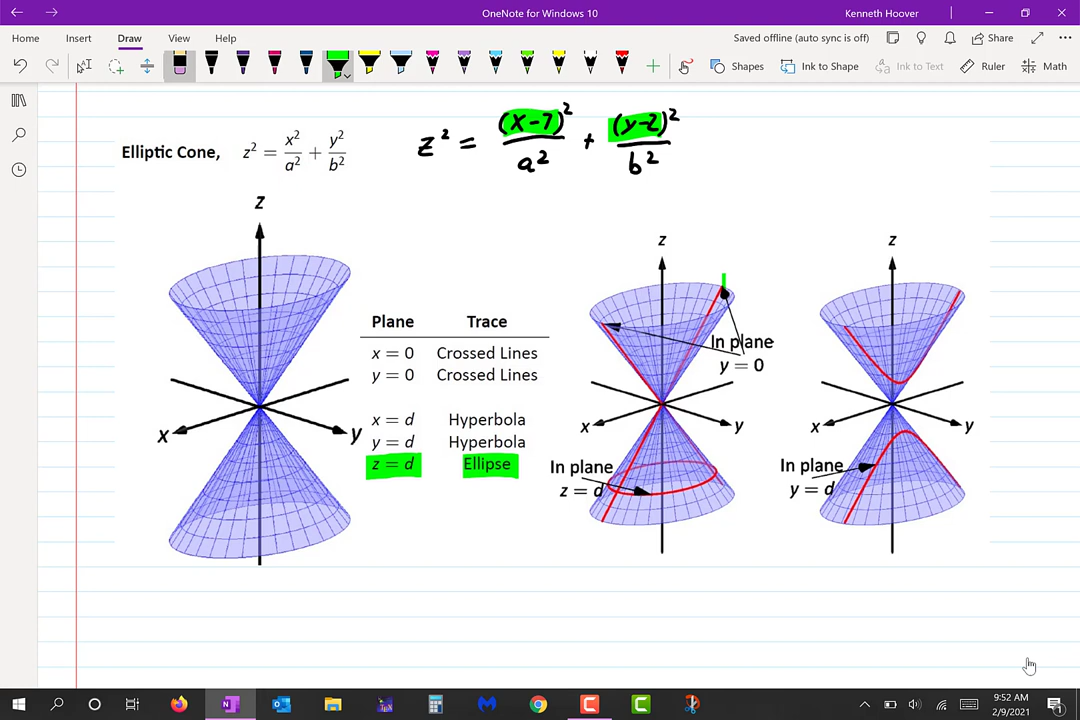 OneNote for Windows 10
Kenneth Hoover
Home Insert Draw View Help
Saved offline (auto sync is off)
Share
Shapes
Ink to Shape
Ink to Text
Ruler
Math
z² = (x-7)²/a² + (y-2)²/b²
Elliptic Cone, z² = x²/a² + y²/b²
z
x
y
Plane Trace
x = 0 Crossed Lines
y = 0 Crossed Lines
x = d Hyperbola
y = d Hyperbola
z = d Ellipse
z
In plane
y = 0
x
y
In plane
z = d
z
x
y
In plane
y = d
9:52 AM
2/9/2021